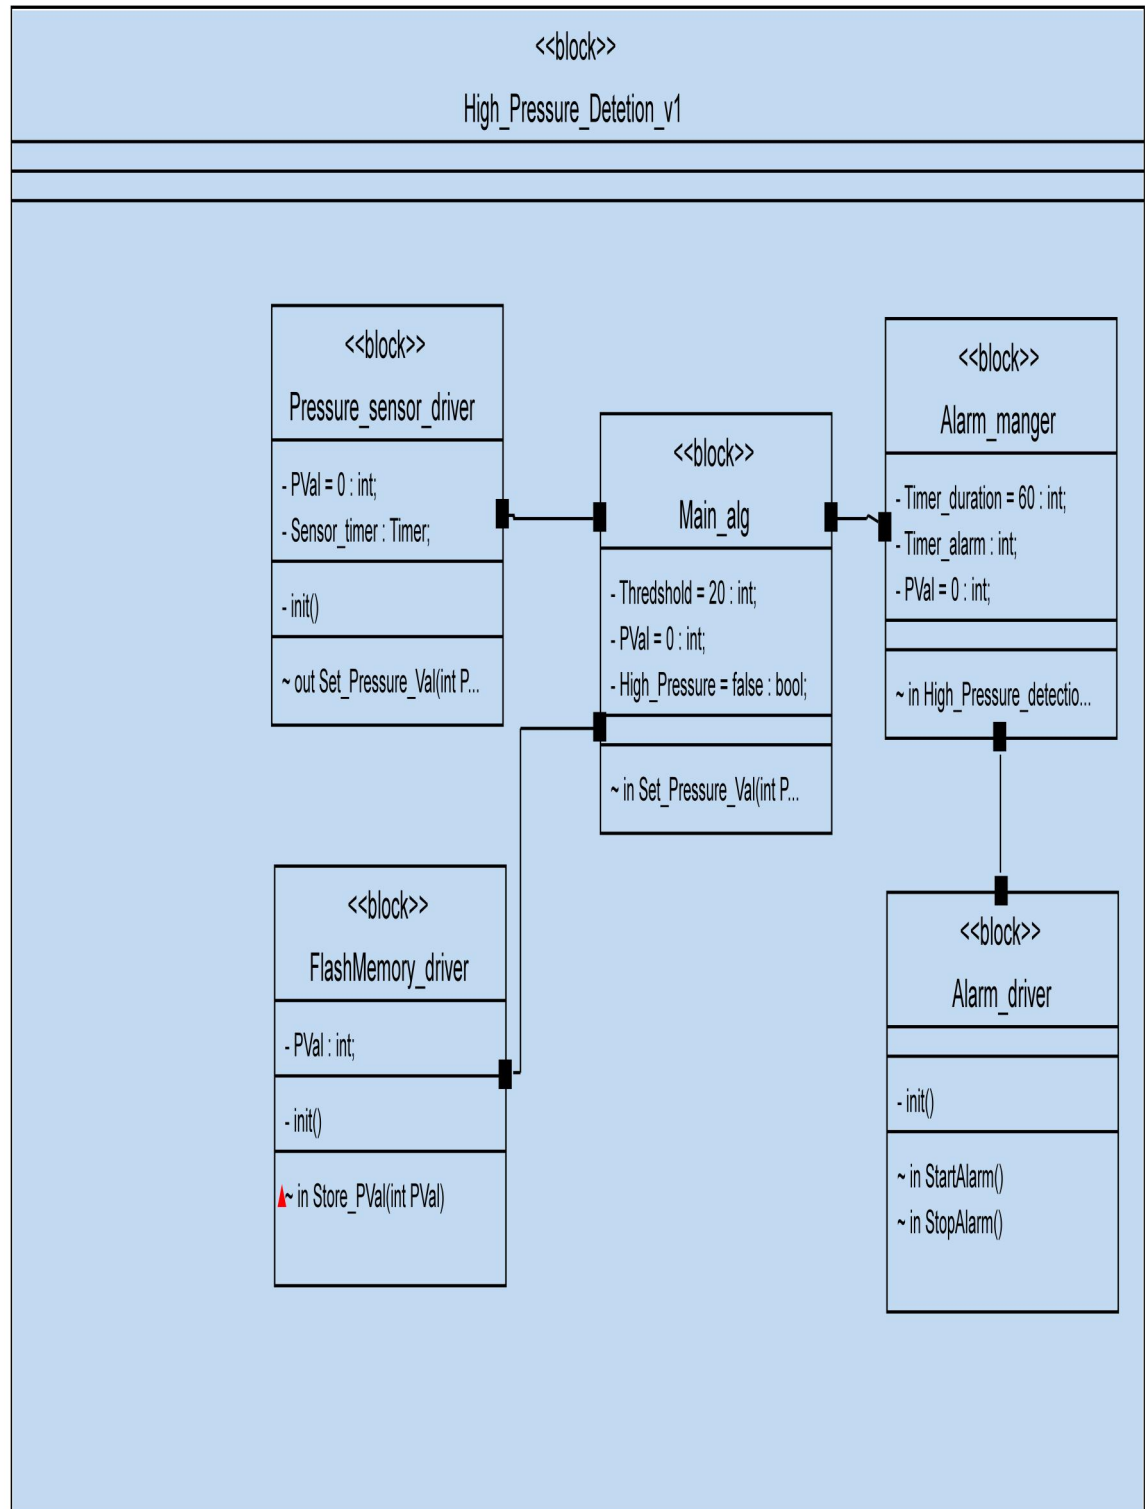 <<block>>
High_Pressure_Detetion_v1
<<block>>
Pressure_sensor_driver
- PVal = 0 : int;
- Sensor_timer : Timer;
- init()
~ out Set_Pressure_Val(int P...
<<block>>
Main_alg
- Thredshold = 20 : int;
- PVal = 0 : int;
- High_Pressure = false : bool;
~ in Set_Pressure_Val(int P...
<<block>>
Alarm_manger
- Timer_duration = 60 : int;
- Timer_alarm : int;
- PVal = 0 : int;
~ in High_Pressure_detectio...
<<block>>
FlashMemory_driver
- PVal : int;
- init()
~ in Store_PVal(int PVal)
<<block>>
Alarm_driver
- init()
~ in StartAlarm()
~ in StopAlarm()